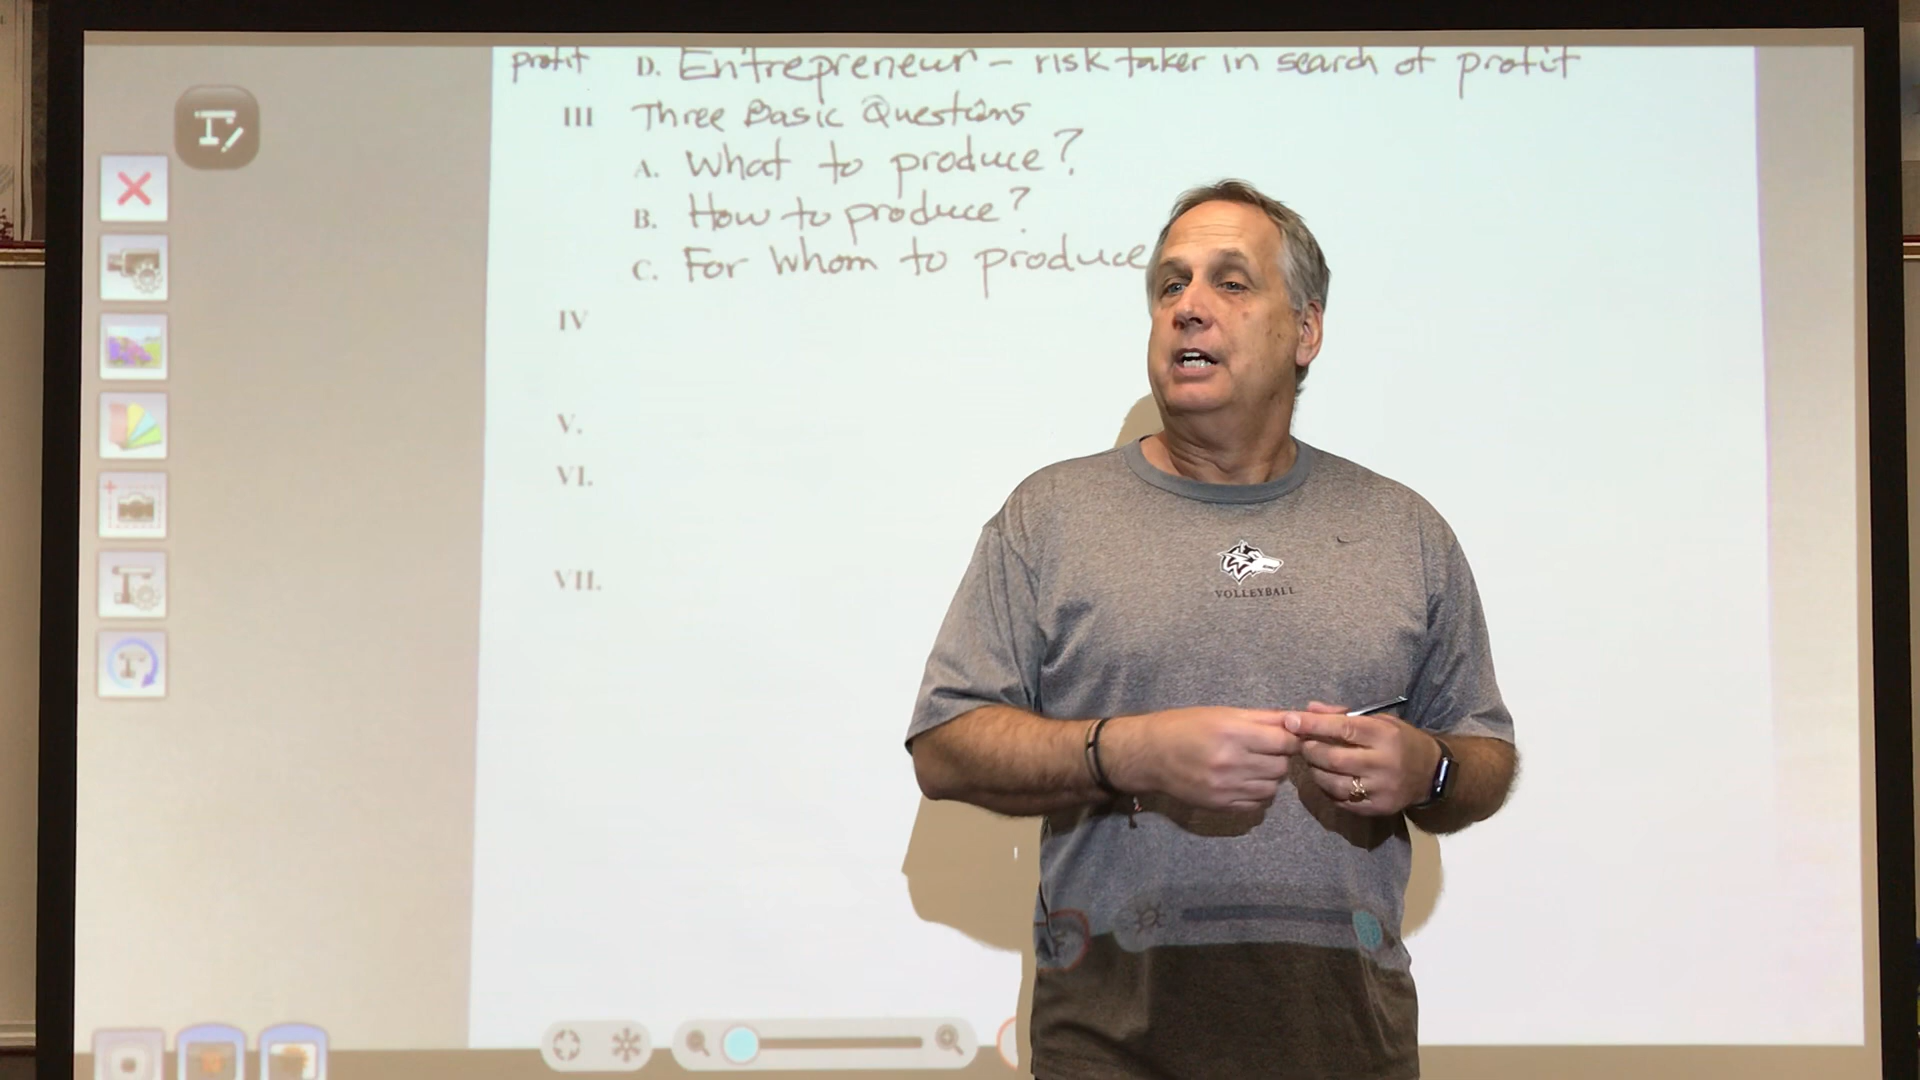 profit D. Entrepreneur – risk taker in search of profit
III Three Basic Questions
A. What to produce?
B. How to produce?
C. For Whom to produce
IV
V.
VI.
VII.
VOLLEYBALL